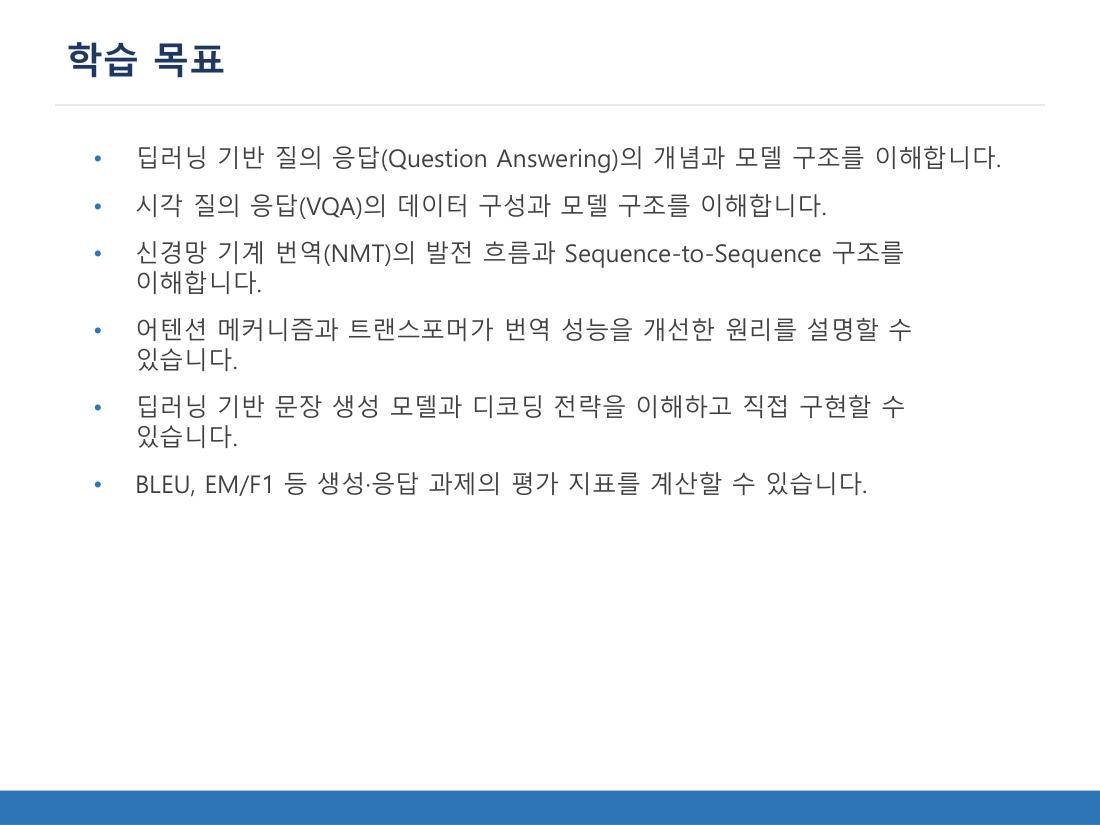 학습 목표
• 딥러닝 기반 질의 응답(Question Answering)의 개념과 모델 구조를 이해합니다.
• 시각 질의 응답(VQA)의 데이터 구성과 모델 구조를 이해합니다.
• 신경망 기계 번역(NMT)의 발전 흐름과 Sequence-to-Sequence 구조를
이해합니다.
• 어텐션 메커니즘과 트랜스포머가 번역 성능을 개선한 원리를 설명할 수
있습니다.
• 딥러닝 기반 문장 생성 모델과 디코딩 전략을 이해하고 직접 구현할 수
있습니다.
• BLEU, EM/F1 등 생성·응답 과제의 평가 지표를 계산할 수 있습니다.